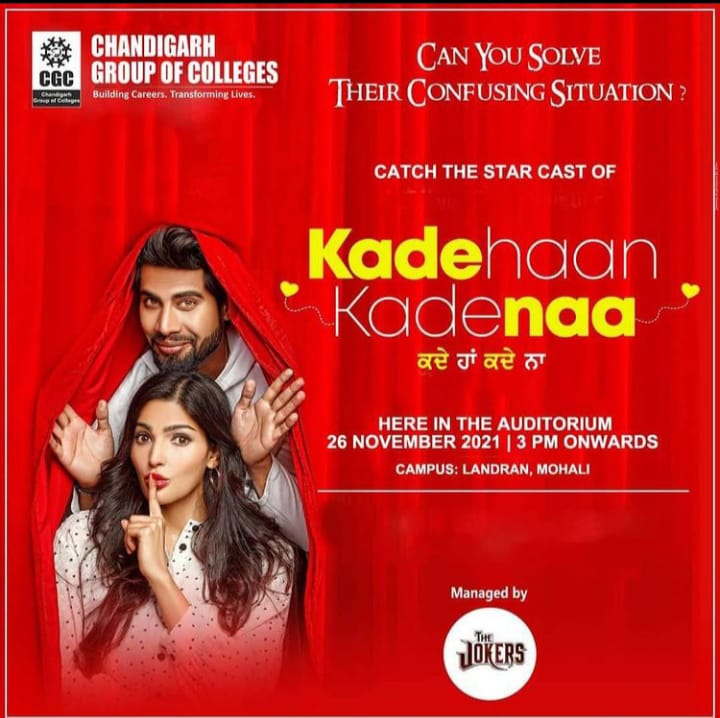 CGC
Chandigarh
Group of Colleges
CHANDIGARH
GROUP OF COLLEGES
Building Careers. Transforming Lives.
CAN YOU SOLVE
THEIR CONFUSING SITUATION ?
CATCH THE STAR CAST OF
Kadehaan
Kadenaa
ਕਦੇ ਹਾਂ ਕਦੇ ਨਾ
HERE IN THE AUDITORIUM
26 NOVEMBER 2021 | 3 PM ONWARDS
CAMPUS: LANDRAN, MOHALI
Managed by
THE
JOKERS